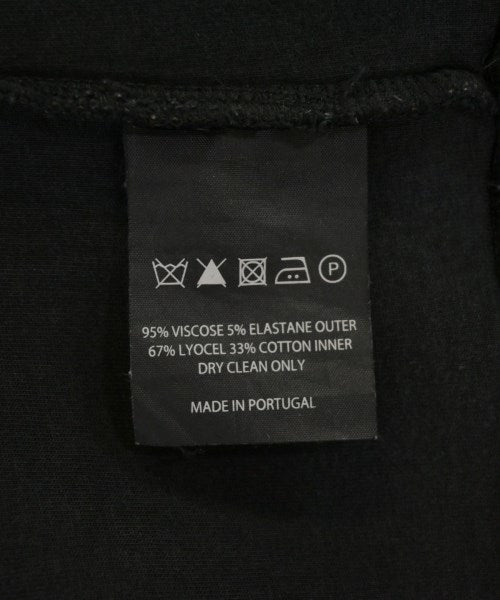 P
95% VISCOSE 5% ELASTANE OUTER
67% LYOCEL 33% COTTON INNER
DRY CLEAN ONLY
MADE IN PORTUGAL